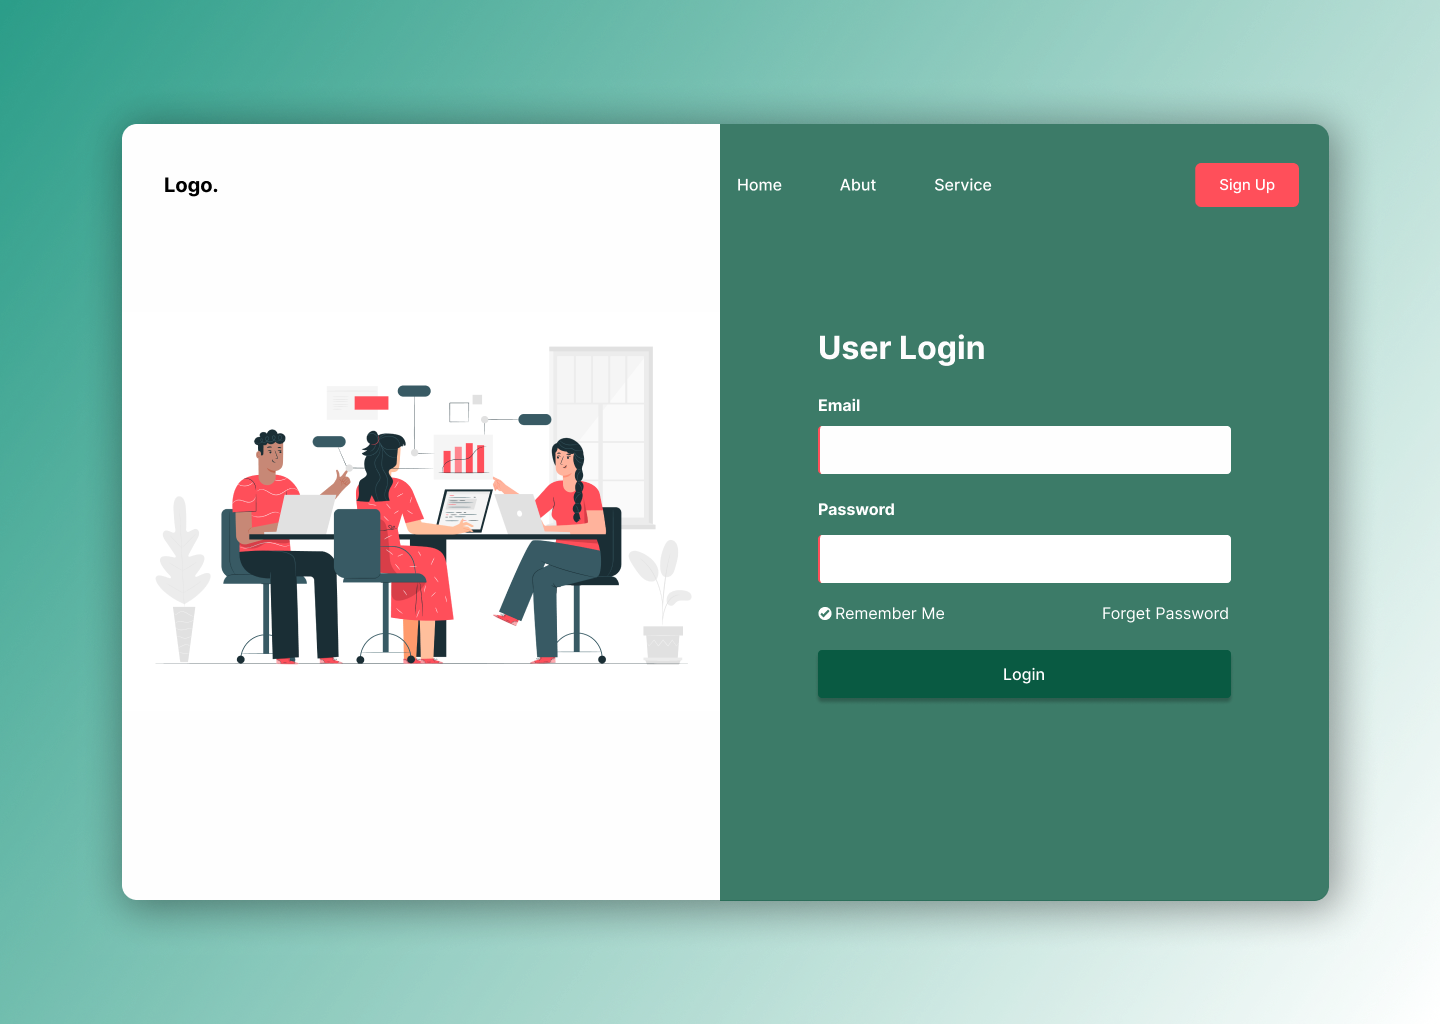 Logo.
Home Abut Service Sign Up
User Login
Email
Password
Remember Me Forget Password
Login